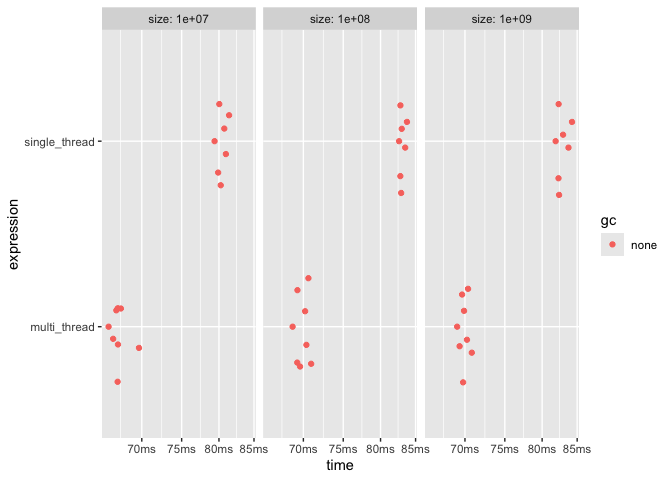 size: 1e+07
size: 1e+08
size: 1e+09
expression
single_thread
multi_thread
gc
none
70ms 75ms 80ms 85ms 70ms 75ms 80ms 85ms 70ms 75ms 80ms 85ms
time